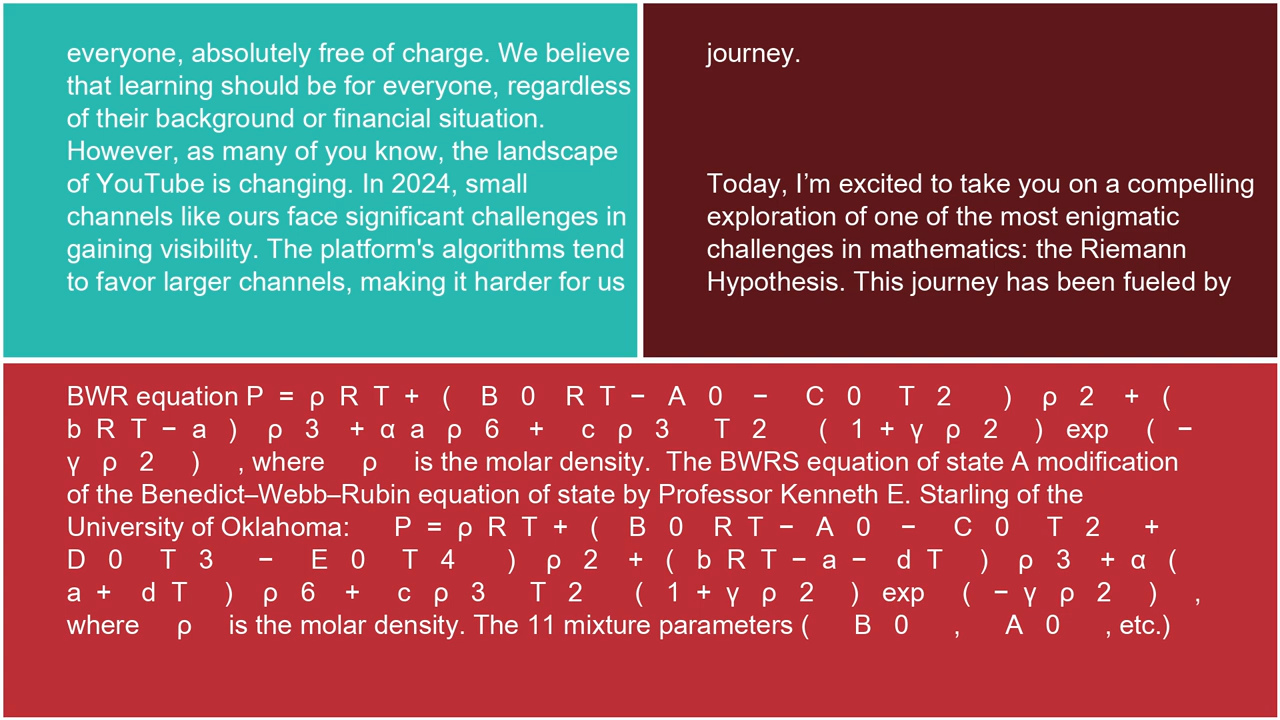 everyone, absolutely free of charge. We believe
that learning should be for everyone, regardless
of their background or financial situation.
However, as many of you know, the landscape
of YouTube is changing. In 2024, small
channels like ours face significant challenges in
gaining visibility. The platform's algorithms tend
to favor larger channels, making it harder for us
journey.
Today, I’m excited to take you on a compelling
exploration of one of the most enigmatic
challenges in mathematics: the Riemann
Hypothesis. This journey has been fueled by
BWR equation P = ρ R T + ( B 0 R T − A 0 − C 0 T 2 ) ρ 2 + (
b R T − a ) ρ 3 + α a ρ 6 + c ρ 3 T 2 ( 1 + γ ρ 2 ) exp ( −
γ ρ 2 ) , where ρ is the molar density. The BWRS equation of state A modification
of the Benedict–Webb–Rubin equation of state by Professor Kenneth E. Starling of the
University of Oklahoma: P = ρ R T + ( B 0 R T − A 0 − C 0 T 2 +
D 0 T 3 − E 0 T 4 ) ρ 2 + ( b R T − a − d T ) ρ 3 + α (
a + d T ) ρ 6 + c ρ 3 T 2 ( 1 + γ ρ 2 ) exp ( − γ ρ 2 ) ,
where ρ is the molar density. The 11 mixture parameters ( B 0 , A 0 , etc.)